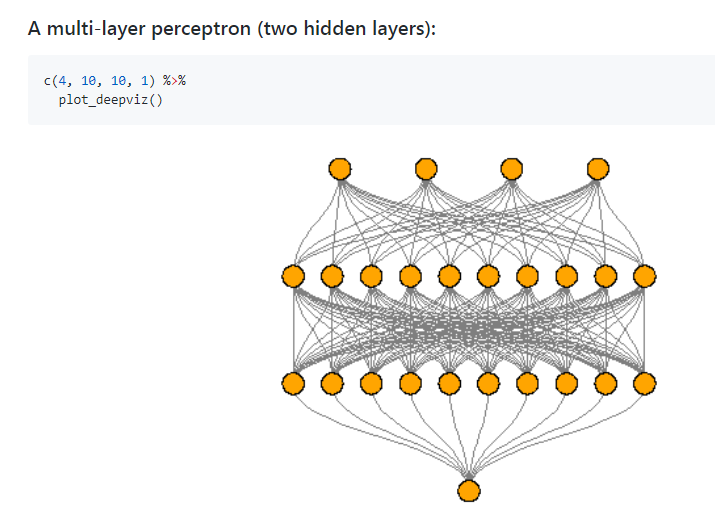 A multi-layer perceptron (two hidden layers):
c(4, 10, 10, 1) %>%
  plot_deepviz()